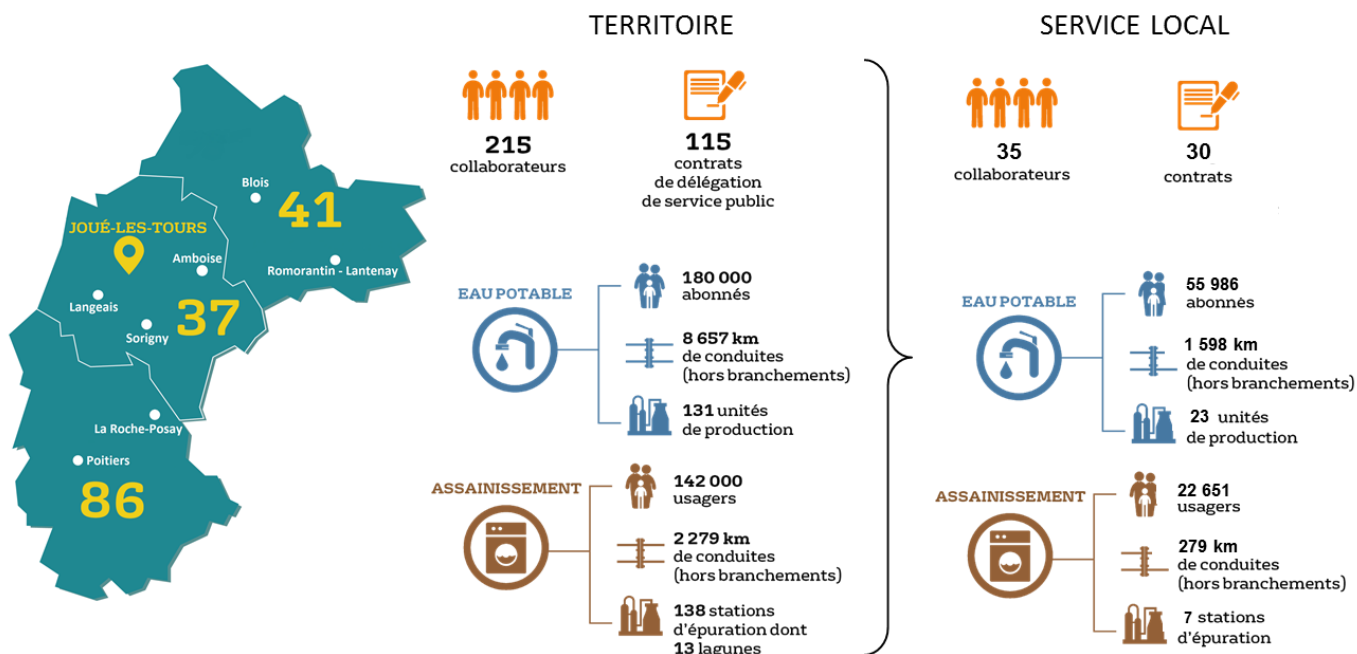 TERRITOIRE
SERVICE LOCAL
Blois
41
JOUÉ-LES-TOURS
Amboise
Romorantin - Lantenay
Langeais
37
Sorigny
La Roche-Posay
Poitiers
86
215
collaborateurs
115
contrats
de délégation
de service public
EAU POTABLE
180 000
abonnés
8 657 km
de conduites
(hors branchements)
131 unités
de production
ASSAINISSEMENT
142 000
usagers
2 279 km
de conduites
(hors branchements)
138 stations
d'épuration dont
13 lagunes
35
collaborateurs
30
contrats
EAU POTABLE
55 986
abonnés
1 598 km
de conduites
(hors branchements)
23 unités
de production
ASSAINISSEMENT
22 651
usagers
279 km
de conduites
(hors branchements)
7 stations
d'épuration